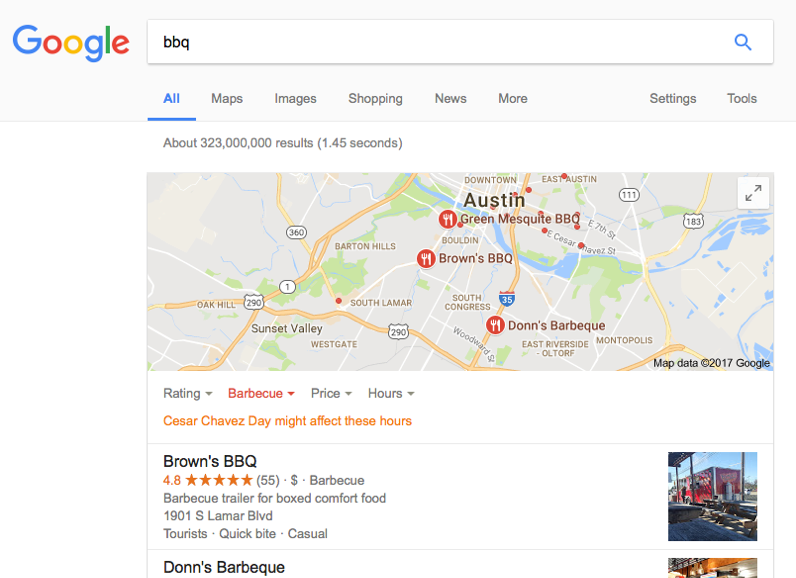 Google
bbq
All Maps Images Shopping News More Settings Tools
About 323,000,000 results (1.45 seconds)
DOWNTOWN
EAST AUSTIN
Austin
111
Green Mesquite BBQ
183
E 7th St
360
BARTON HILLS
BOULDIN
E Cesar Chavez St
Brown's BBQ
1
OAK HILL
290
SOUTH LAMAR
SOUTH
CONGRESS
35
Sunset Valley
290
Donn's Barbeque
WESTGATE
Woodward St
EAST RIVERSIDE
- OLTORF
MONTOPOLIS
Map data ©2017 Google
Rating Barbecue Price Hours
Cesar Chavez Day might affect these hours
Brown's BBQ
4.8 ★★★★★ (55) · $ · Barbecue
Barbecue trailer for boxed comfort food
1901 S Lamar Blvd
Tourists · Quick bite · Casual
Donn's Barbeque